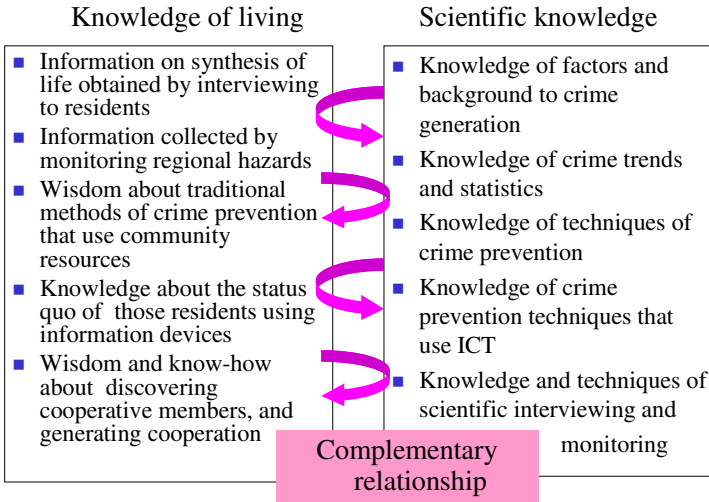 Knowledge of living
■ Information on synthesis of
life obtained by interviewing
to residents
■ Information collected by
monitoring regional hazards
■ Wisdom about traditional
methods of crime prevention
that use community
resources
■ Knowledge about the status
quo of those residents using
information devices
■ Wisdom and know-how
about discovering
cooperative members, and
generating cooperation
Scientific knowledge
■ Knowledge of factors and
background to crime
generation
■ Knowledge of crime trends
and statistics
■ Knowledge of techniques of
crime prevention
■ Knowledge of crime
prevention techniques that
use ICT
■ Knowledge and techniques of
scientific interviewing and
monitoring
Complementary
relationship